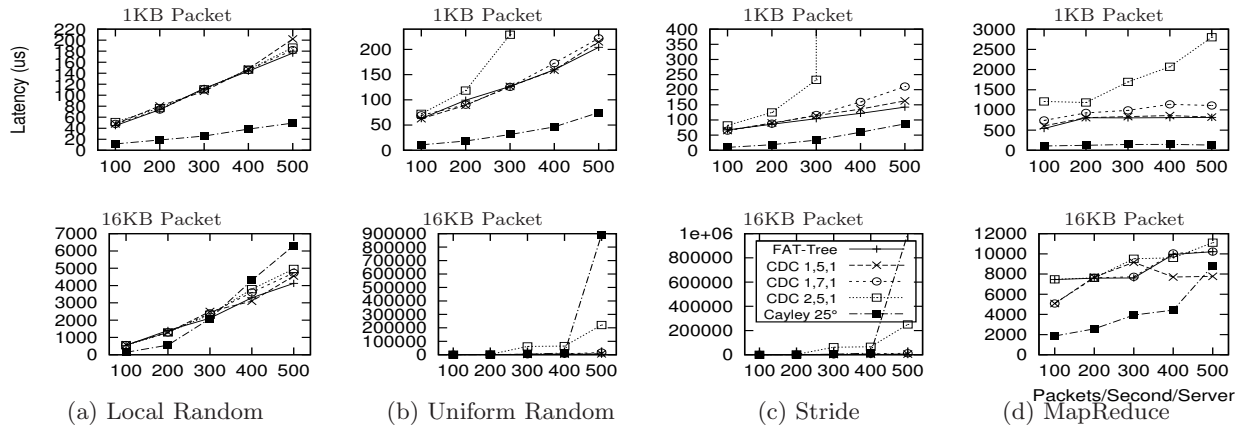 1KB Packet
1KB Packet
1KB Packet
1KB Packet
Latency (us)
220
200
180
160
140
120
100
80
60
40
20
0
100 200 300 400 500
200
150
100
50
0
100 200 300 400 500
400
350
300
250
200
150
100
50
0
100 200 300 400 500
3000
2500
2000
1500
1000
500
0
100 200 300 400 500
16KB Packet
16KB Packet
16KB Packet
16KB Packet
7000
6000
5000
4000
3000
2000
1000
0
100 200 300 400 500
900000
800000
700000
600000
500000
400000
300000
200000
100000
0
100 200 300 400 500
1e+06
800000
600000
400000
200000
0
FAT-Tree
CDC 1,5,1
CDC 1,7,1
CDC 2,5,1
Cayley 25°
100 200 300 400 500
12000
10000
8000
6000
4000
2000
0
100 200 300 400 500
Packets/Second/Server
(a) Local Random
(b) Uniform Random
(c) Stride
(d) MapReduce